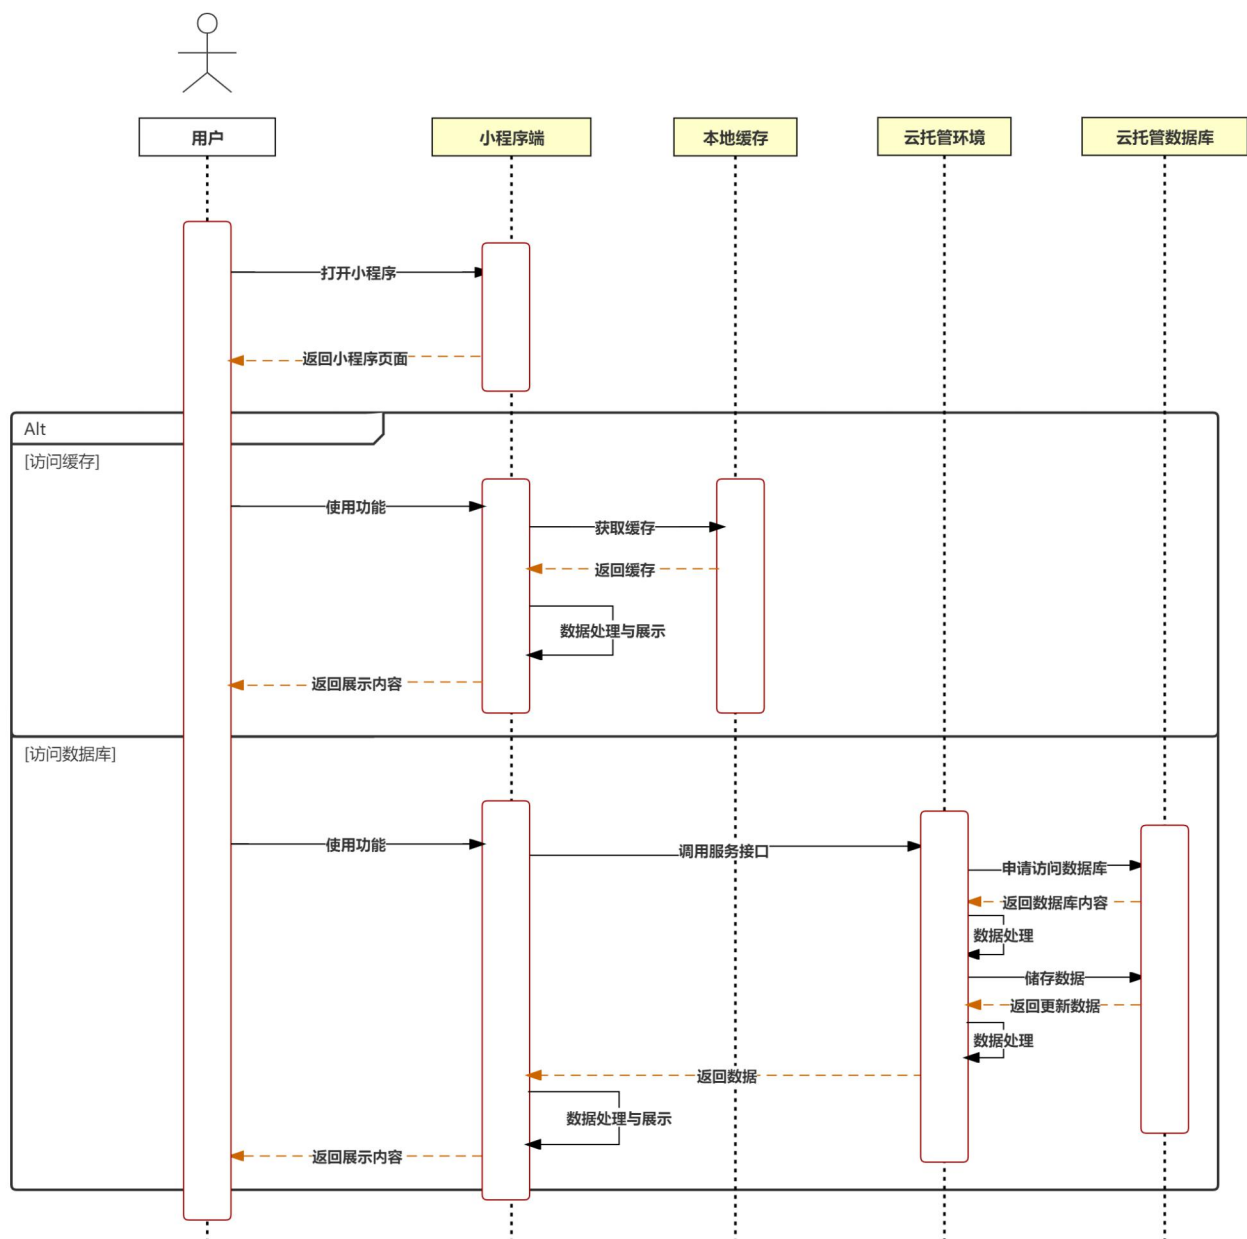 用户
小程序端
本地缓存
云托管环境
云托管数据库
打开小程序
返回小程序页面
Alt
[访问缓存]
使用功能
获取缓存
返回缓存
数据处理与展示
返回展示内容
[访问数据库]
使用功能
调用服务接口
申请访问数据库
返回数据库内容
数据处理
储存数据
返回更新数据
数据处理
返回数据
数据处理与展示
返回展示内容